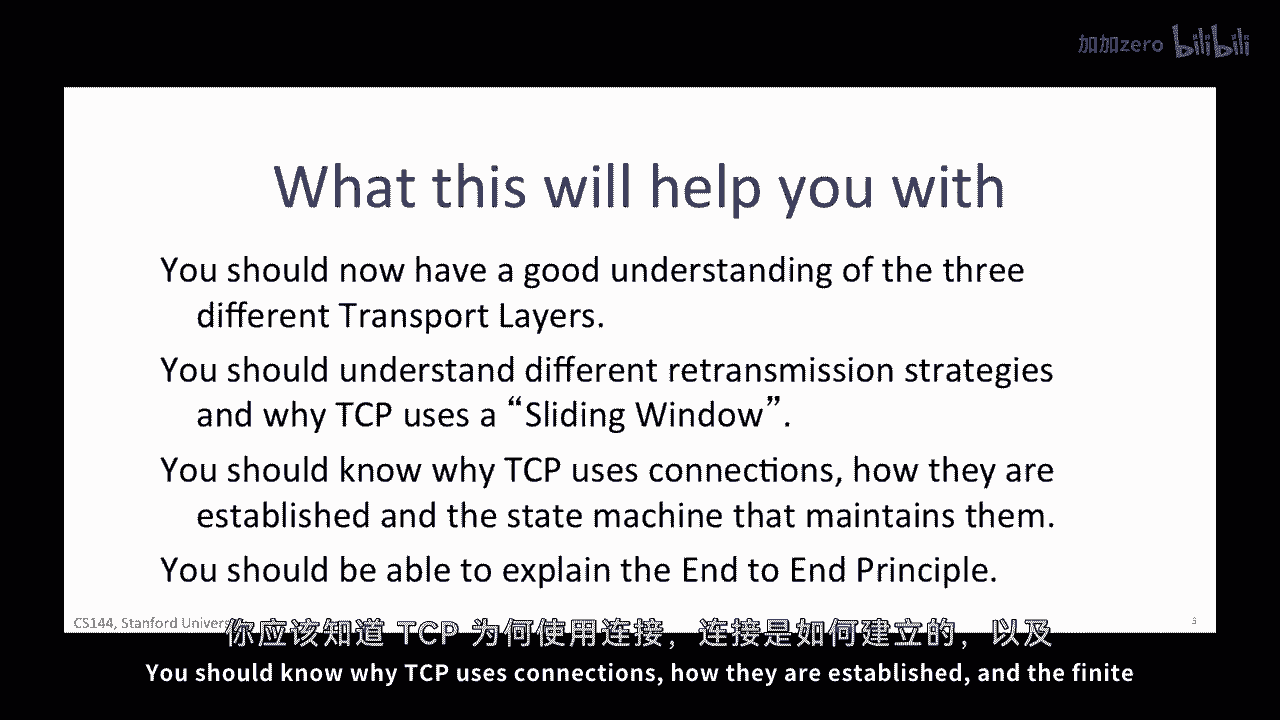 加加zero bilibili
What this will help you with
You should now have a good understanding of the three
different Transport Layers.
You should understand different retransmission strategies
and why TCP uses a “Sliding Window”.
You should know why TCP uses connections, how they are
established and the state machine that maintains them.
You should be able to explain the End to End Principle.
CS144, Stanford Univers
3
你应该知道 TCP 为何使用连接，连接是如何建立的，以及
You should know why TCP uses connections, how they are established, and the finite